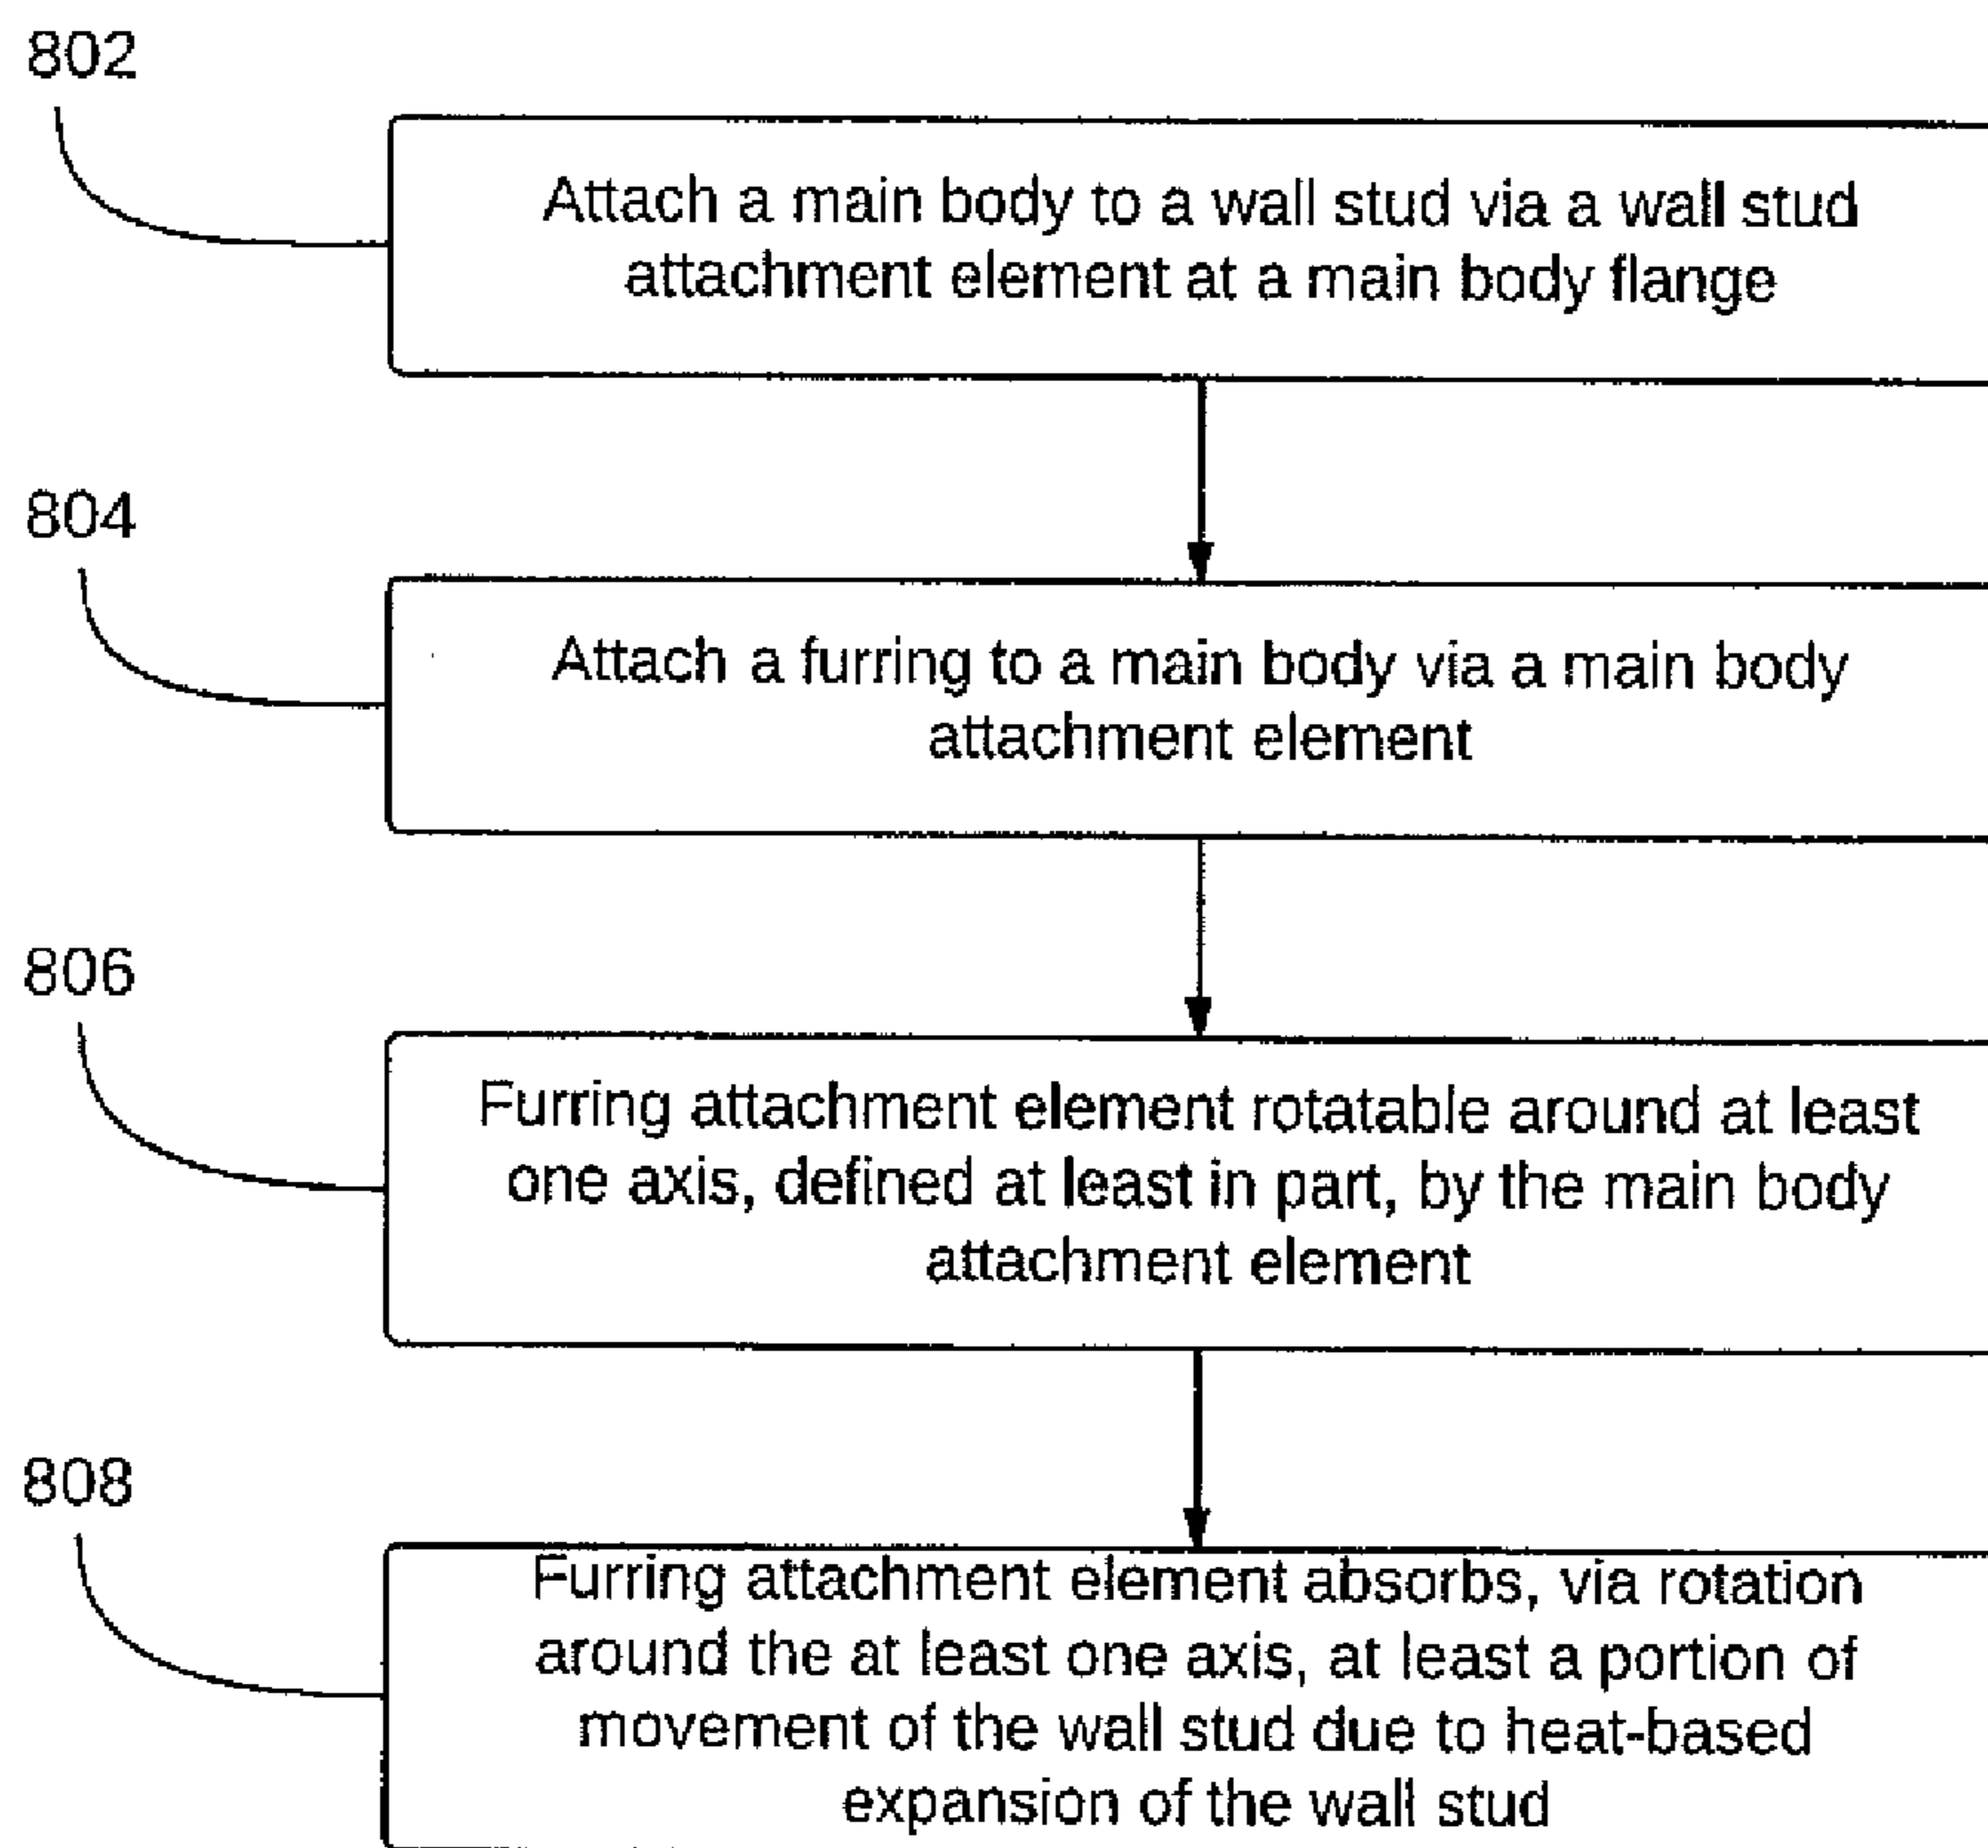 802
Attach a main body to a wall stud via a wall stud
attachment element at a main body flange
804
Attach a furring to a main body via a main body
attachment element
806
Furring attachment element rotatable around at least
one axis, defined at least in part, by the main body
attachment element
808
Furring attachment element absorbs, via rotation
around the at least one axis, at least a portion of
movement of the wall stud due to heat-based
expansion of the wall stud